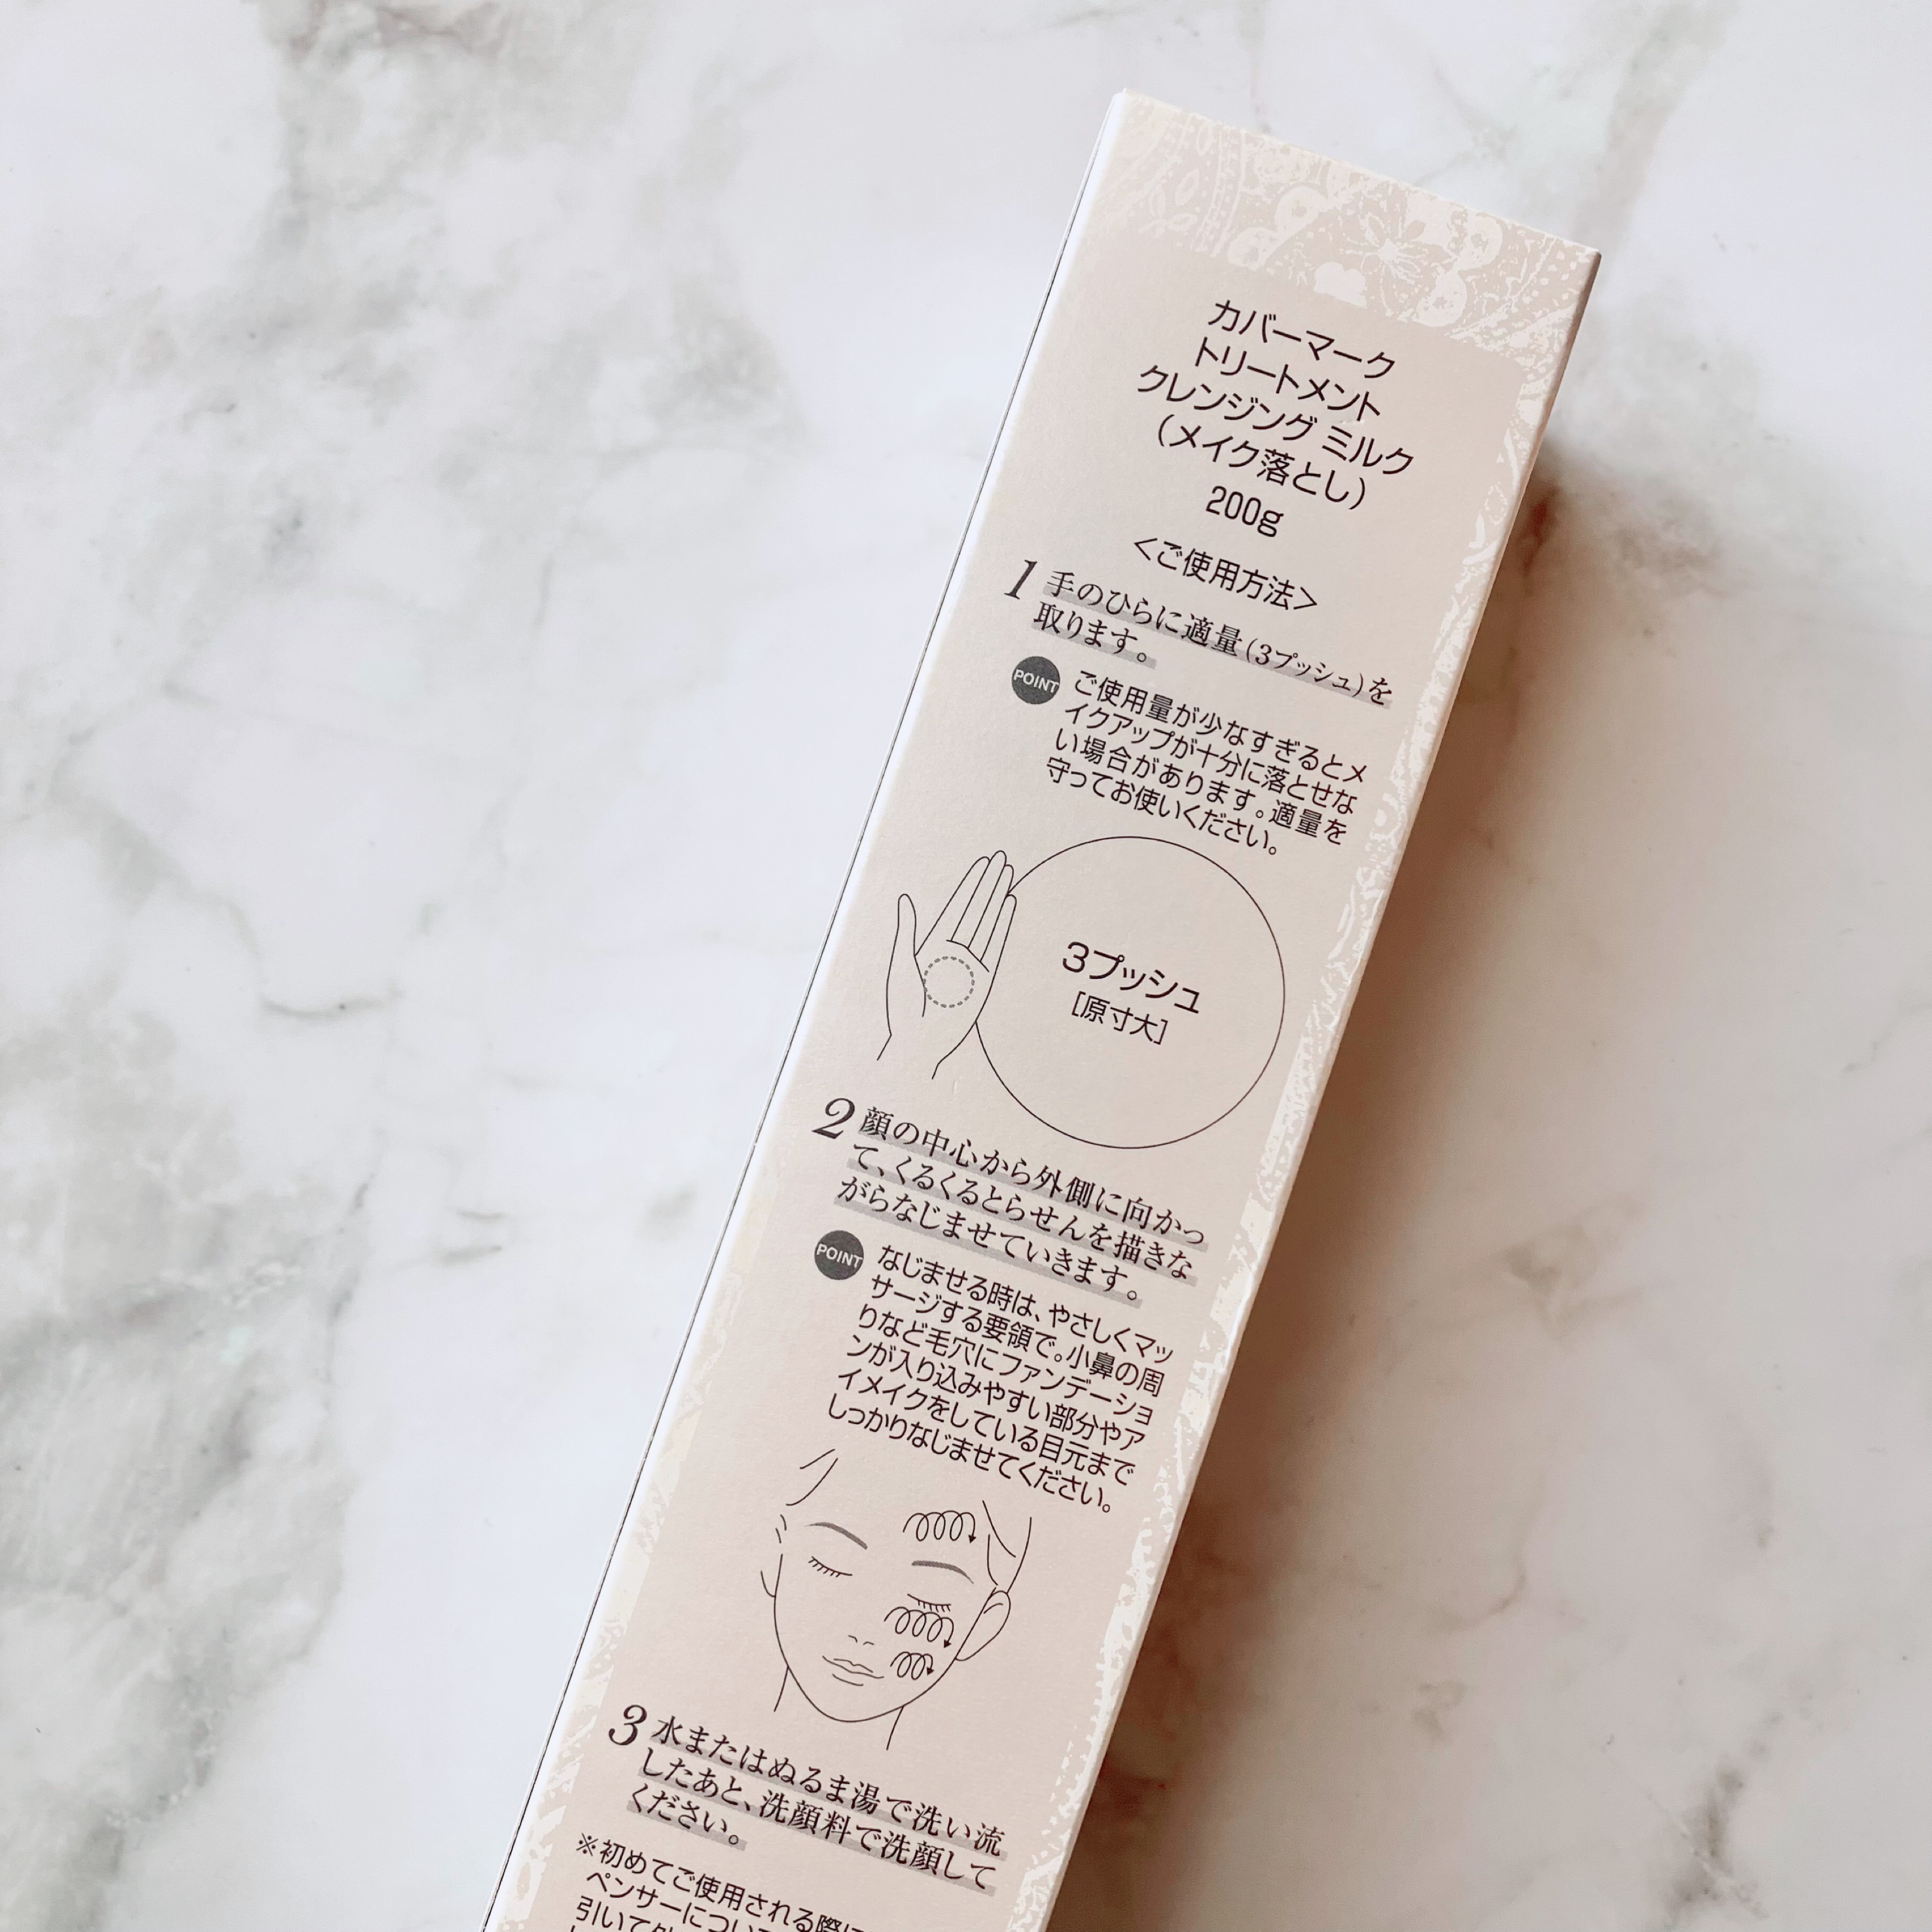 カバーマーク
トリートメント
クレンジング ミルク
(メイク落とし)
200g
<ご使用方法>
1 手のひらに適量(3プッシュ)を
取ります。
POINT ご使用量が少なすぎるとメ
イクアップが十分に落とせな
い場合があります。適量を
守ってお使いください。
3プッシュ
[原寸大]
2 顔の中心から外側に向かっ
て、くるくるとらせんを描きな
がらなじませていきます。
POINT なじませる時は、やさしくマッ
サージする要領で。小鼻の周
りなど毛穴にファンデーショ
ンが入り込みやすい部分やア
イメイクをしている目元まで
しっかりなじませてください。
3 水またはぬるま湯で洗い流
したあと、洗顔料で洗顔して
ください。
※初めてご使用される際に
ペンサーについ
引いて